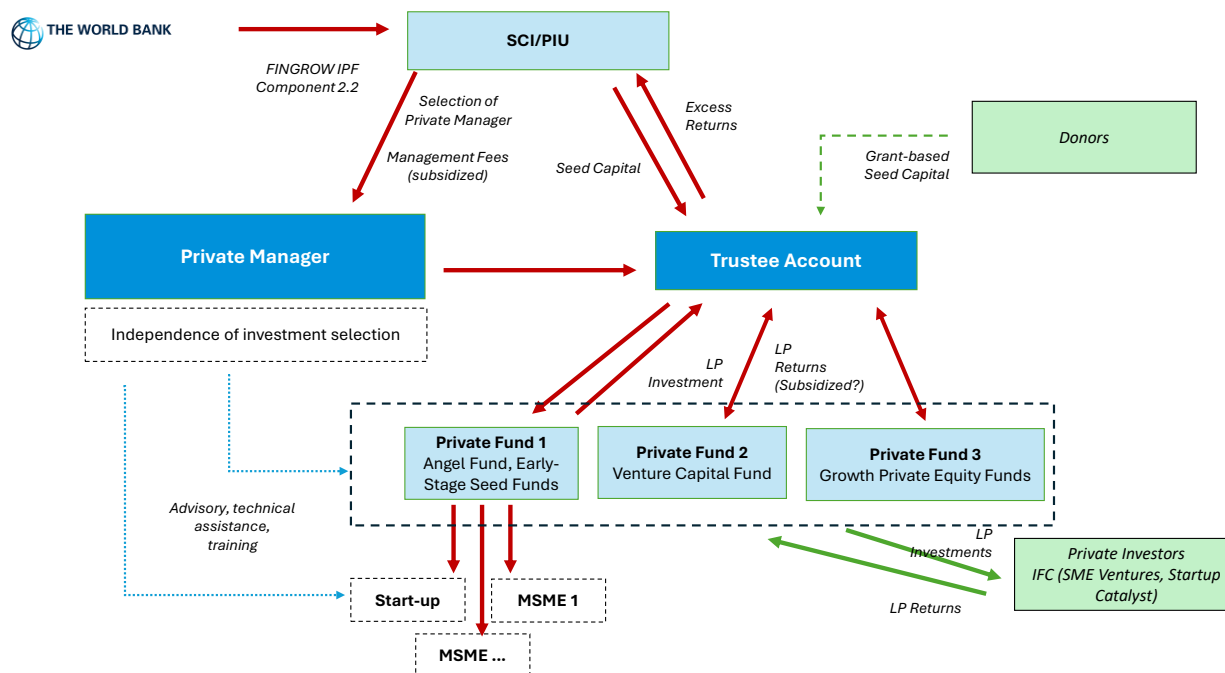 THE WORLD BANK
SCI/PIU
FINGROW IPF
Component 2.2
Selection of
Private Manager
Management Fees
(subsidized)
Seed Capital
Excess
Returns
Grant-based
Seed Capital
Donors
Private Manager
Trustee Account
Independence of investment selection
LP
Investment
LP
Returns
(Subsidized?)
Private Fund 1
Angel Fund, Early-
Stage Seed Funds
Private Fund 2
Venture Capital Fund
Private Fund 3
Growth Private Equity Funds
Advisory, technical
assistance,
training
LP
Investments
LP Returns
Private Investors
IFC (SME Ventures, Startup
Catalyst)
Start-up
MSME 1
MSME ...